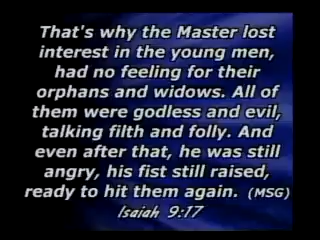 That's why the Master lost
interest in the young men,
had no feeling for their
orphans and widows. All of
them were godless and evil,
talking filth and folly. And
even after that, he was still
angry, his fist still raised,
ready to hit them again. (MSG)
Isaiah 9:17